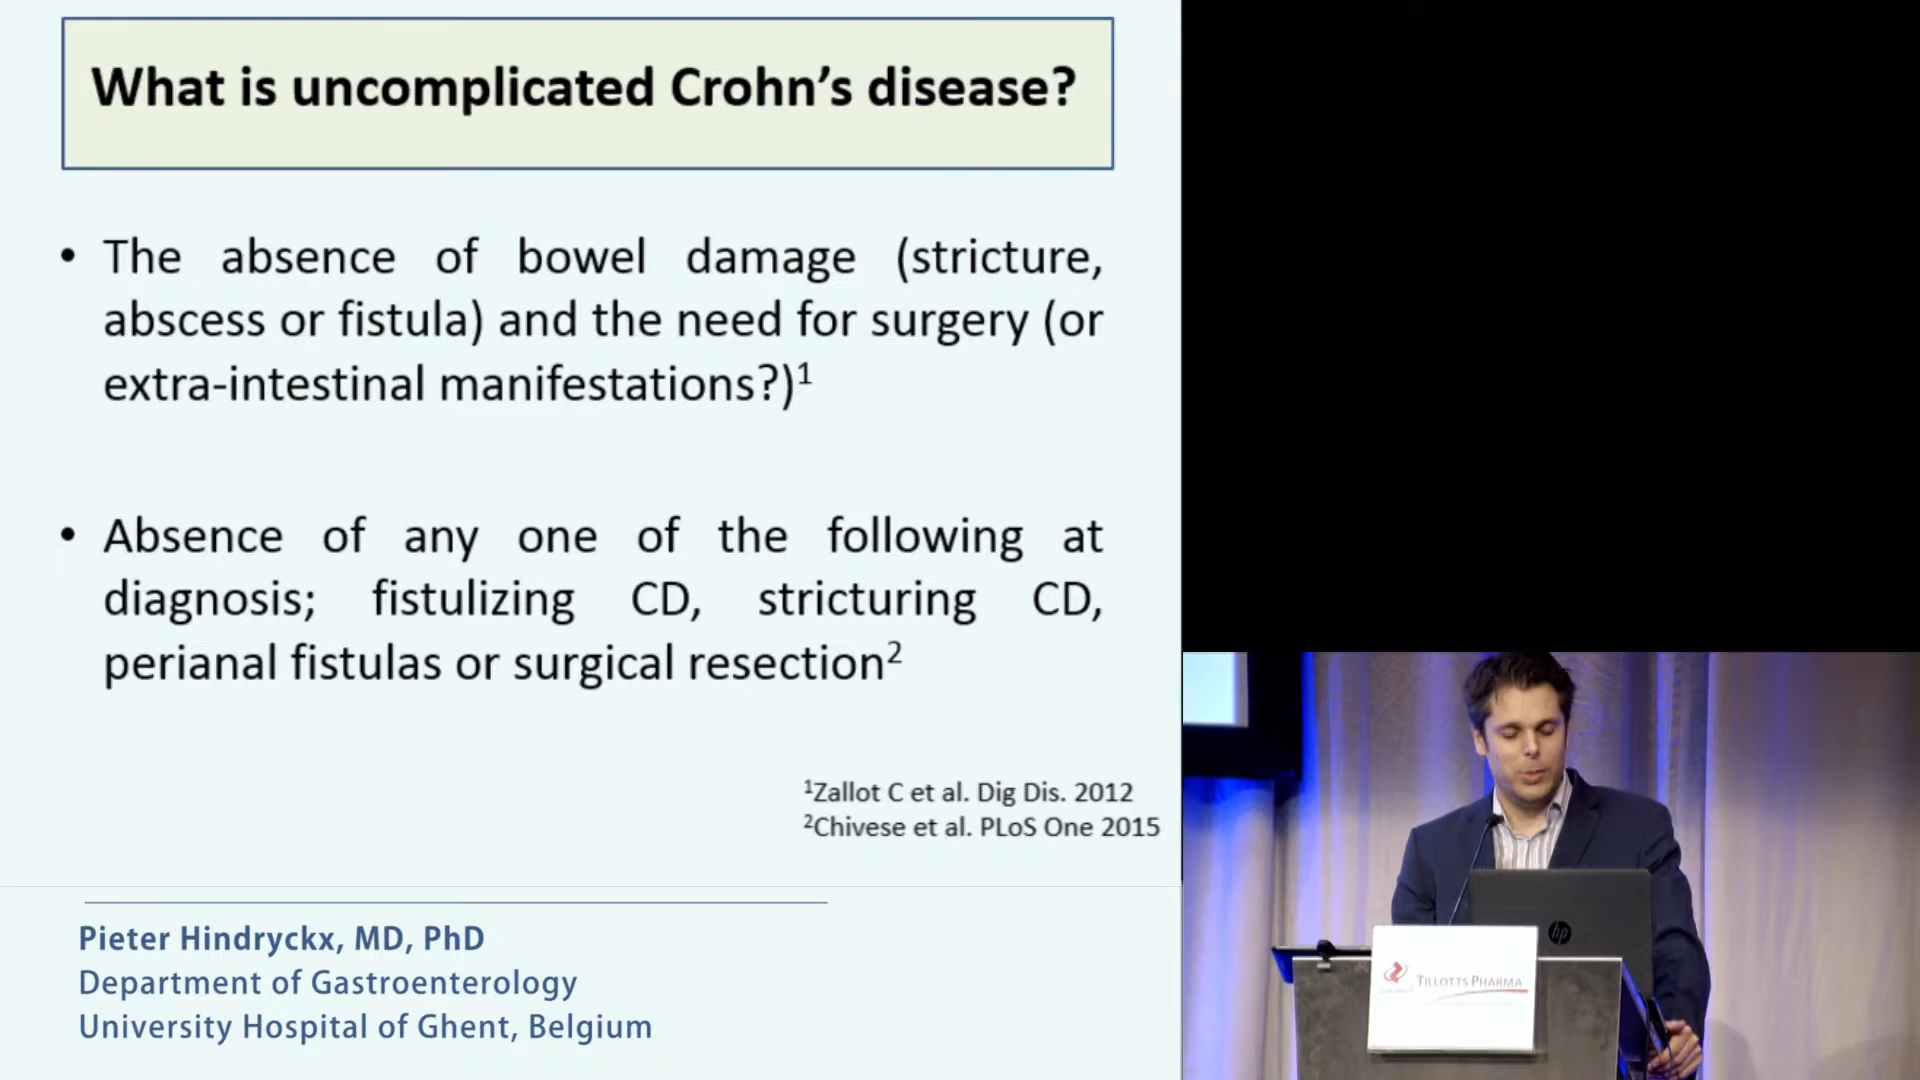 What is uncomplicated Crohn's disease?
• The absence of bowel damage (stricture,
abscess or fistula) and the need for surgery (or
extra-intestinal manifestations?)¹
• Absence of any one of the following at
diagnosis; fistulizing CD, stricturing CD,
perianal fistulas or surgical resection²
¹Zallot C et al. Dig Dis. 2012
²Chivese et al. PLoS One 2015
Pieter Hindryckx, MD, PhD
Department of Gastroenterology
University Hospital of Ghent, Belgium
hp
TILLOTTS PHARMA